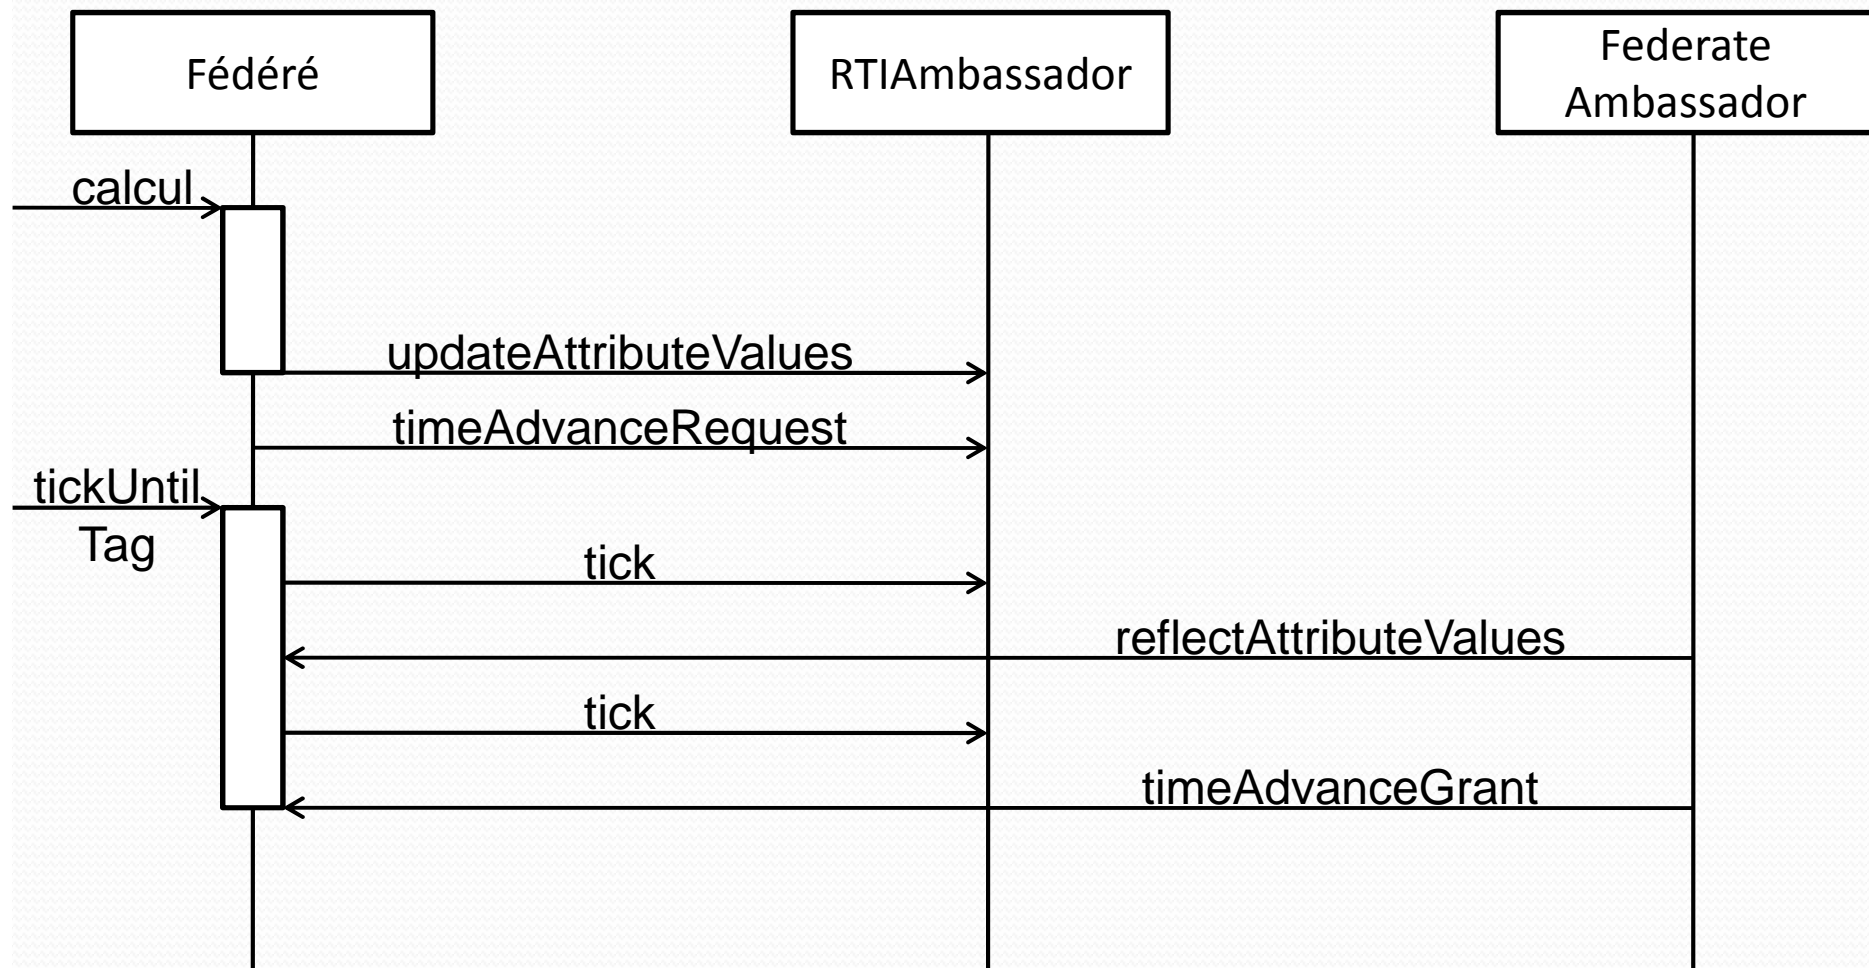 Fédéré
RTIAmbassador
Federate
Ambassador
calcul
updateAttributeValues
timeAdvanceRequest
tickUntil
Tag
tick
reflectAttributeValues
tick
timeAdvanceGrant